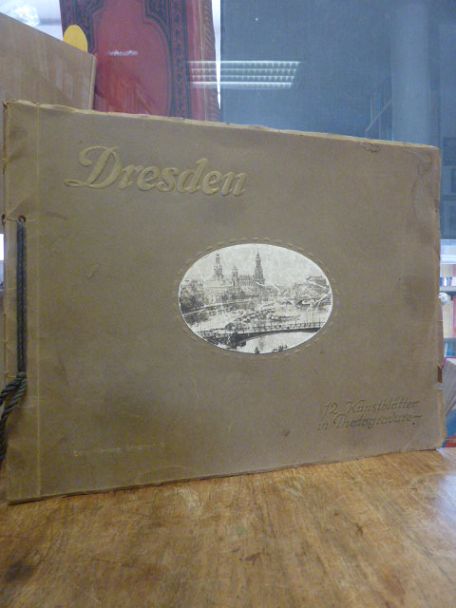 Dresden
12 Kunstblätter
in Photogravure